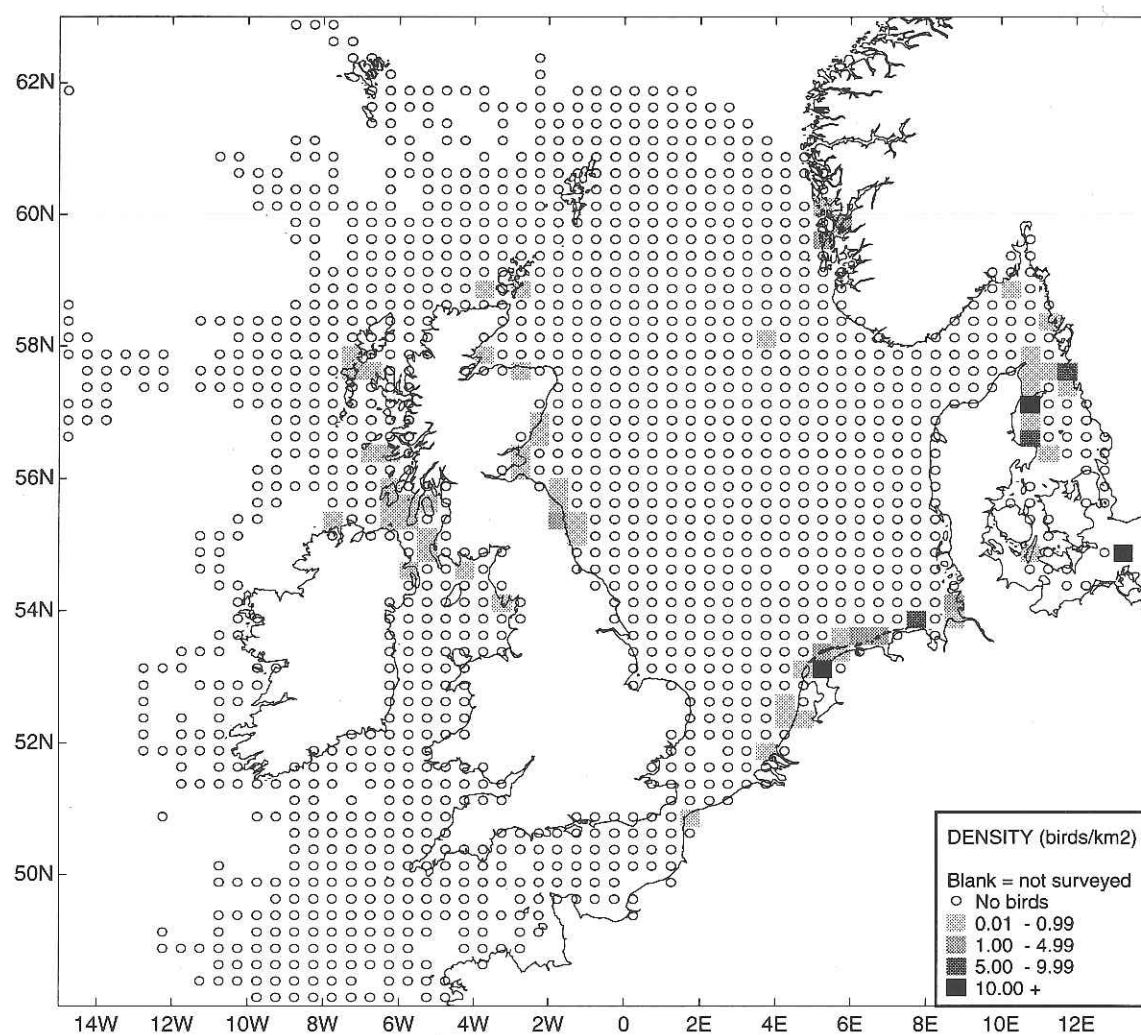 62N
60N
58N
56N
54N
52N
50N
DENSITY (birds/km2)
Blank = not surveyed
No birds
0.01 - 0.99
1.00 - 4.99
5.00 - 9.99
10.00 +
14W 12W 10W 8W 6W 4W 2W 0 2E 4E 6E 8E 10E 12E